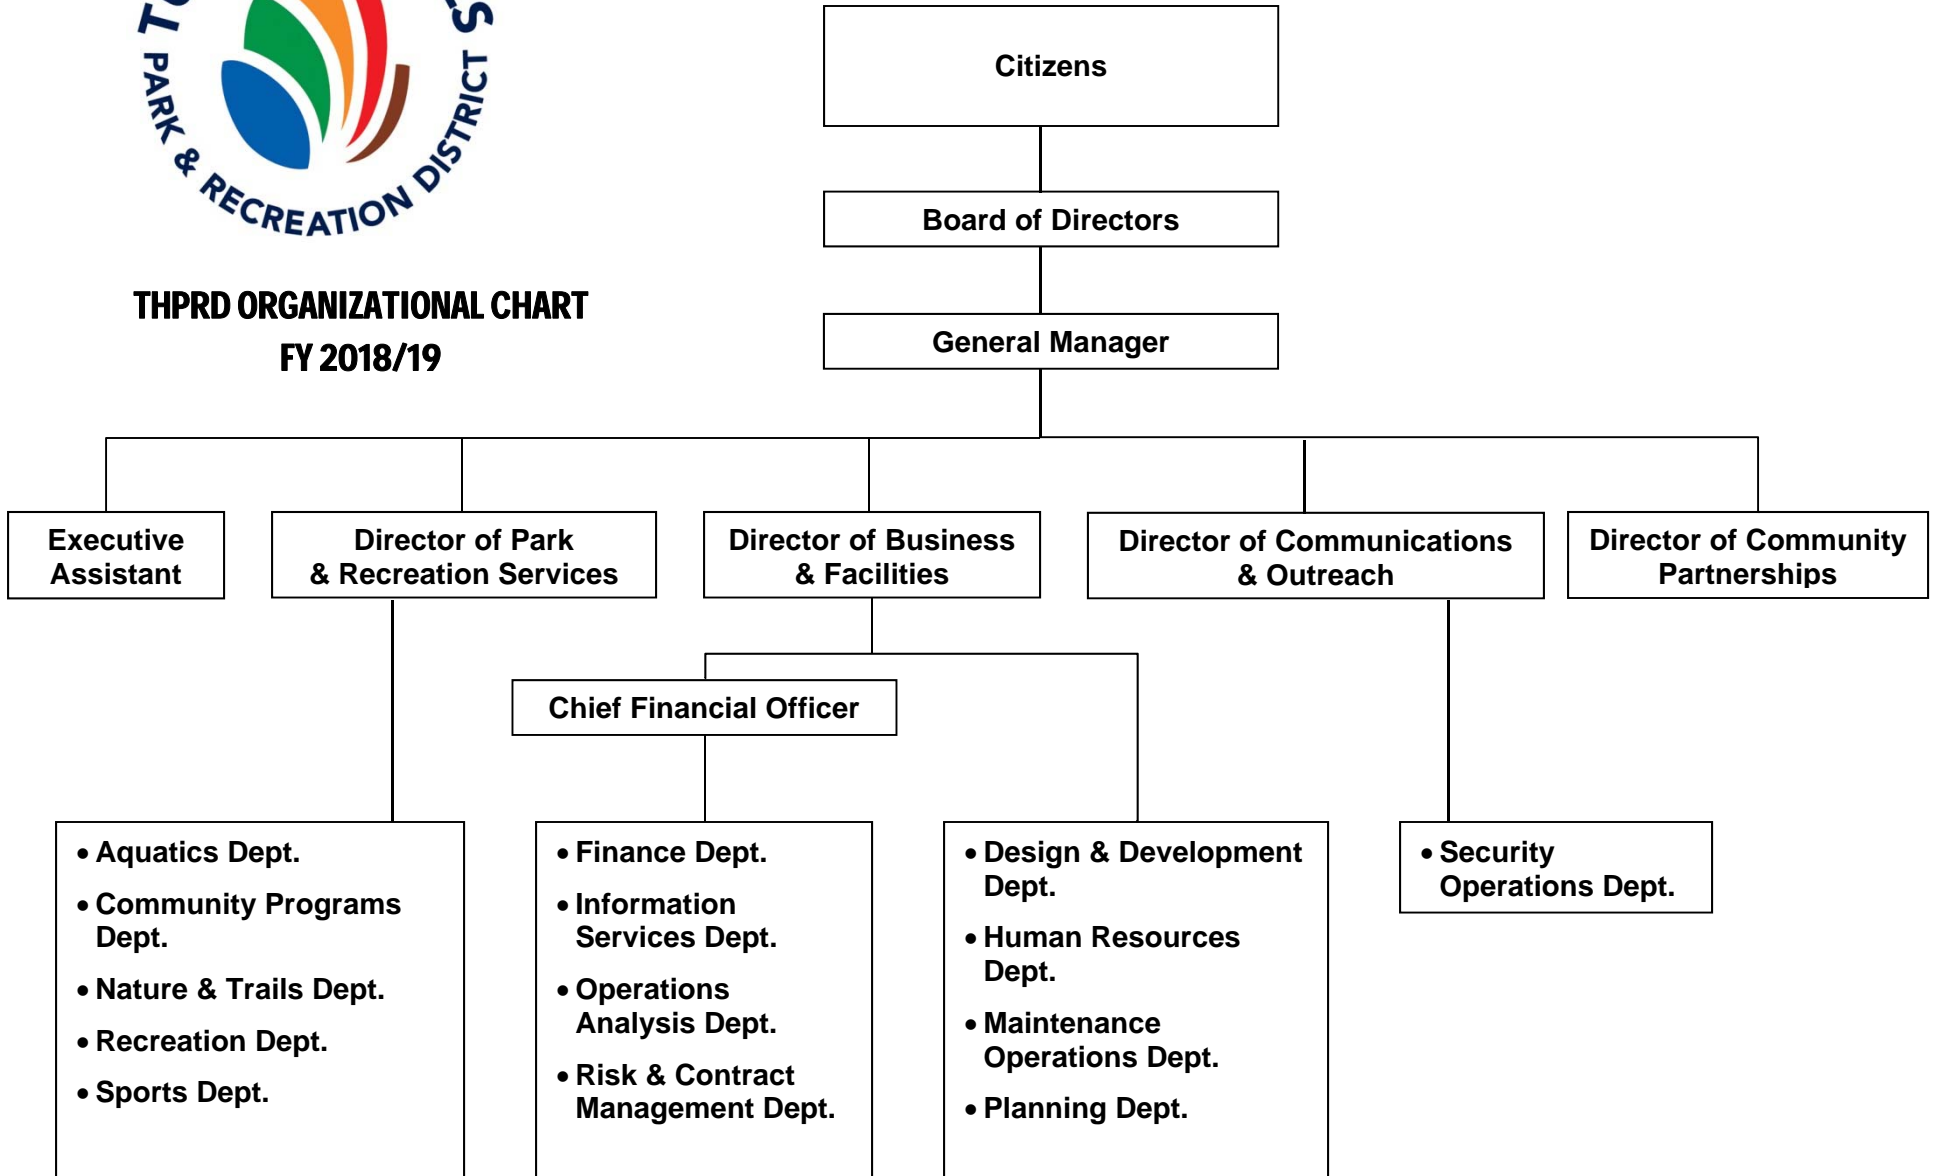 PARK & RECREATION DISTRICT
THPRD ORGANIZATIONAL CHART
FY 2018/19
Citizens
Board of Directors
General Manager
Executive
Assistant
Director of Park
& Recreation Services
Director of Business
& Facilities
Director of Communications
& Outreach
Director of Community
Partnerships
Chief Financial Officer
• Aquatics Dept.
• Community Programs
Dept.
• Nature & Trails Dept.
• Recreation Dept.
• Sports Dept.
• Finance Dept.
• Information
Services Dept.
• Operations
Analysis Dept.
• Risk & Contract
Management Dept.
• Design & Development
Dept.
• Human Resources
Dept.
• Maintenance
Operations Dept.
• Planning Dept.
• Security
Operations Dept.